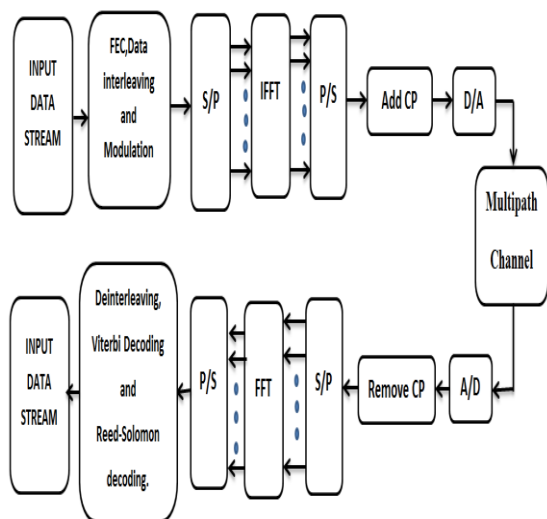 INPUT
DATA
STREAM
FEC,Data
interleaving
and
Modulation
S/P
IFFT
P/S
Add CP
D/A
Multipath
Channel
INPUT
DATA
STREAM
Deinterleaving,
Viterbi Decoding
and
Reed-Solomon
decoding.
P/S
FFT
S/P
Remove CP
A/D